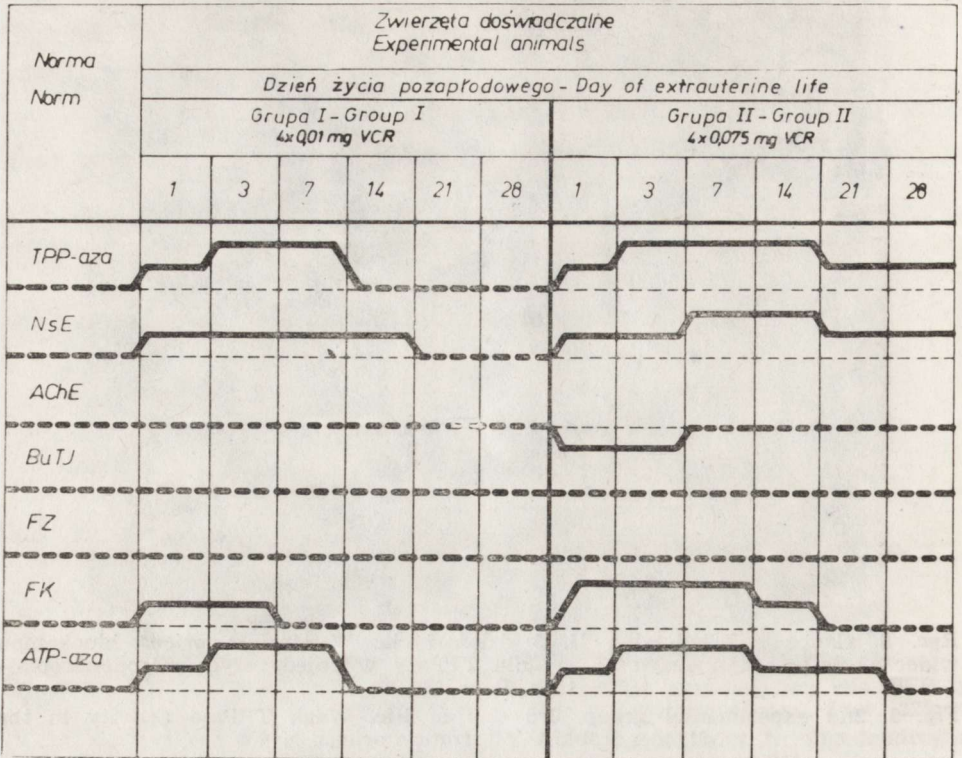 Zwierzęta doświadczalne
Experimental animals
Norma
Norm
Dzień życia pozapłodowego - Day of extrauterine life
Grupa I - Group I
4x0,01 mg VCR
Grupa II - Group II
4x0,075 mg VCR
1 3 7 14 21 28 1 3 7 14 21 28
TPP-aza
NsE
AChE
BuTJ
FZ
FK
ATP-aza